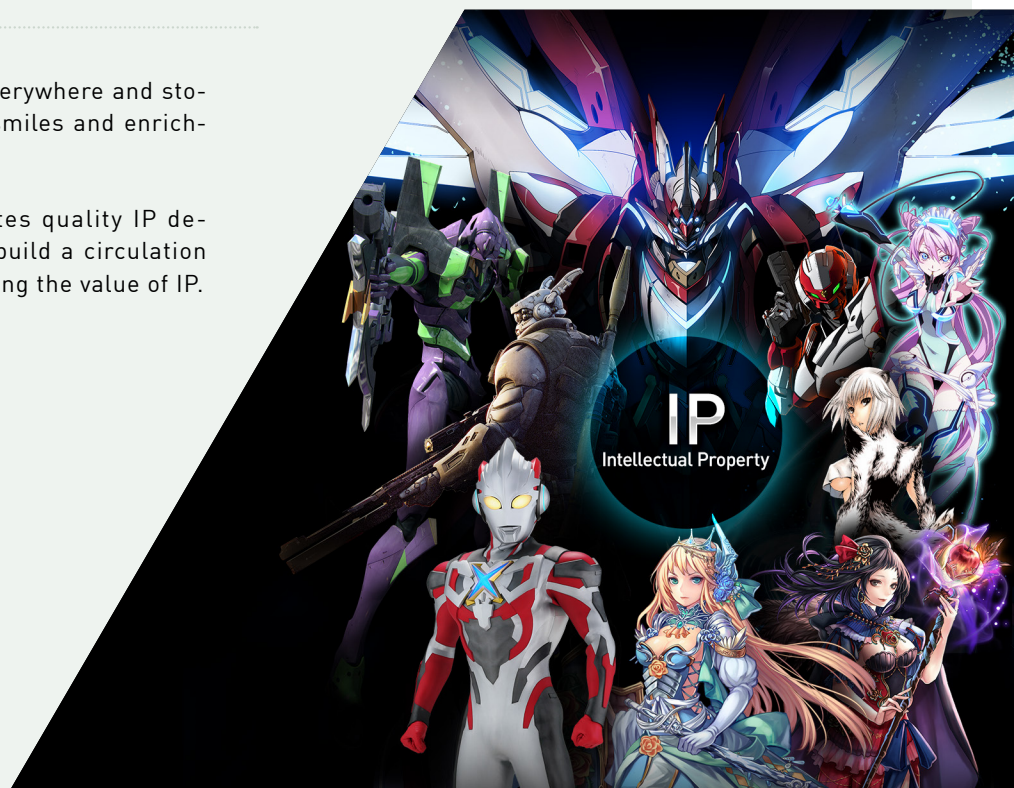 erywhere and sto-
miles and enrich-
tes quality IP de-
build a circulation
ng the value of IP.
IP
Intellectual Property